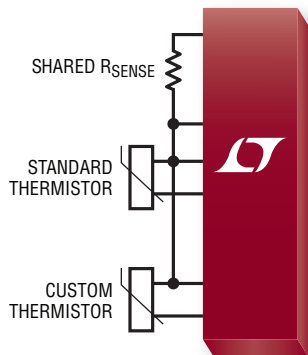 SHARED RSENSE
STANDARD
THERMISTOR
CUSTOM
THERMISTOR